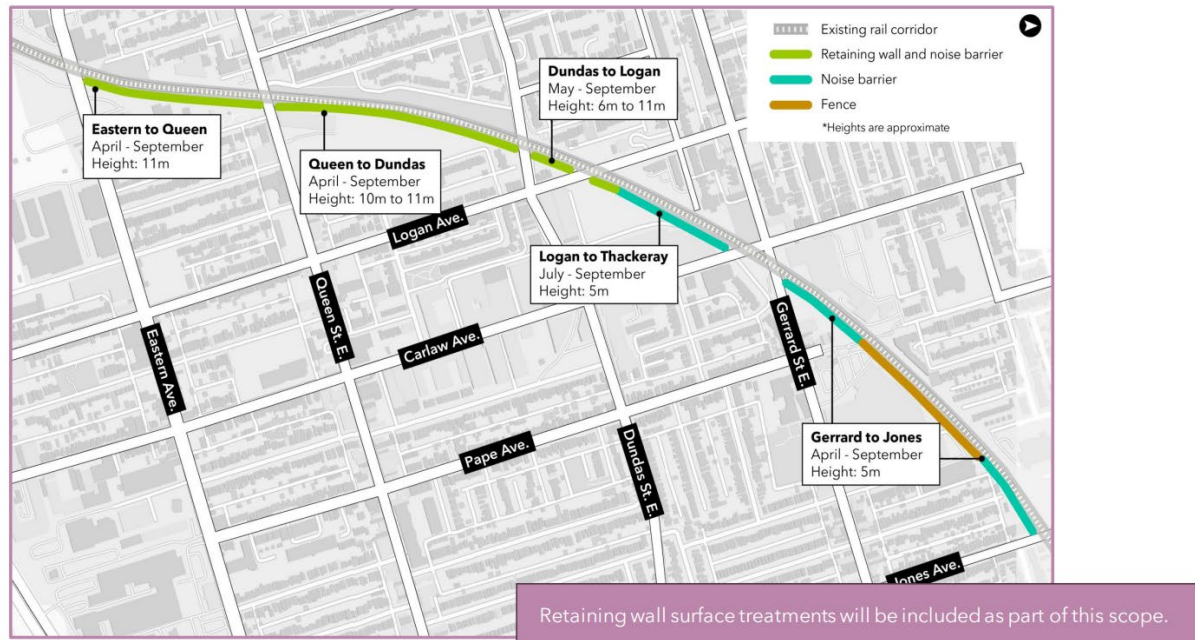 Existing rail corridor
Retaining wall and noise barrier
Noise barrier
Fence
*Heights are approximate
Eastern to Queen
April - September
Height: 11m
Queen to Dundas
April - September
Height: 10m to 11m
Dundas to Logan
May - September
Height: 6m to 11m
Logan to Thackeray
July - September
Height: 5m
Gerrard to Jones
April - September
Height: 5m
Logan Ave.
Eastern Ave.
Queen St. E.
Carlaw Ave.
Pape Ave.
Dundas St. E.
Gerrard St E.
Jones Ave.
Retaining wall surface treatments will be included as part of this scope.